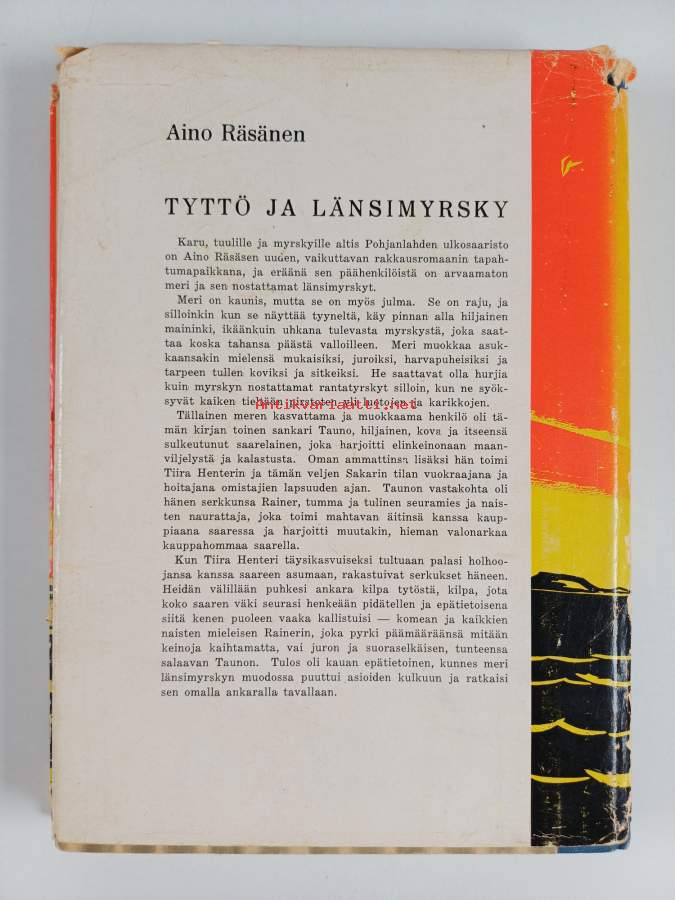 Aino Räsänen
TYTTÖ JA LÄNSIMYRSKY
Karu, tuulille ja myrskyille altis Pohjanlahden ulkosaaristo
on Aino Räsäsen uuden, vaikuttavan rakkausromaanin tapah-
tumapaikkana, ja eräänä sen päähenkilöistä on arvaamaton
meri ja sen nostattamat länsimyrskyt.
Meri on kaunis, mutta se on myös julma. Se on raju, ja
silloinkin kun se näyttää tyyneltä, käy pinnan alla hiljainen
maininki, ikäänkuin uhkana tulevasta myrskystä, joka saat-
taa koska tahansa päästä valloilleen. Meri muokkaa asuk-
kaansakin mielensä mukaisiksi, juroiksi, harvapuheisiksi ja
tarpeen tullen koviksi ja sitkeiksi. He saattavat olla hurjia
kuin myrskyn nostattamat rantatyrskyt silloin, kun ne syök-
syvät kaiken tieltään pirstoten yli luotojen ja karikkojen.
Antikvariaatti.net
Tällainen meren kasvattama ja muokkaama henkilö oli tä-
män kirjan toinen sankari Tauno, hiljainen, kova ja itseensä
sulkeutunut saarelainen, joka harjoitti elinkeinonaan maan-
viljelystä ja kalastusta. Oman ammattinsa lisäksi hän toimi
Tiira Henterin ja tämän veljen Sakarin tilan vuokraajana ja
hoitajana omistajien lapsuuden ajan. Taunon vastakohta oli
hänen serkkunsa Rainer, tumma ja tulinen seuramies ja nais-
ten naurattaja, joka toimi mahtavan äitinsä kanssa kaup-
piaana saaressa ja harjoitti muutakin, hieman valonarkaa
kauppahommaa saarella.
Kun Tiira Henteri täysikasvuiseksi tultuaan palasi holhoo-
jansa kanssa saareen asumaan, rakastuivat serkukset häneen.
Heidän välillään puhkesi ankara kilpa tytöstä, kilpa, jota
koko saaren väki seurasi henkeään pidätellen ja epätietoisena
siitä kenen puoleen vaaka kallistuisi — komean ja kaikkien
naisten mieleisen Rainerin, joka pyrki päämääräänsä mitään
keinoja kaihtamatta, vai juron ja suoraselkäisen, tunteensa
salaavan Taunon. Tulos oli kauan epätietoinen, kunnes meri
länsimyrskyn muodossa puuttui asioiden kulkuun ja ratkaisi
sen omalla ankaralla tavallaan.